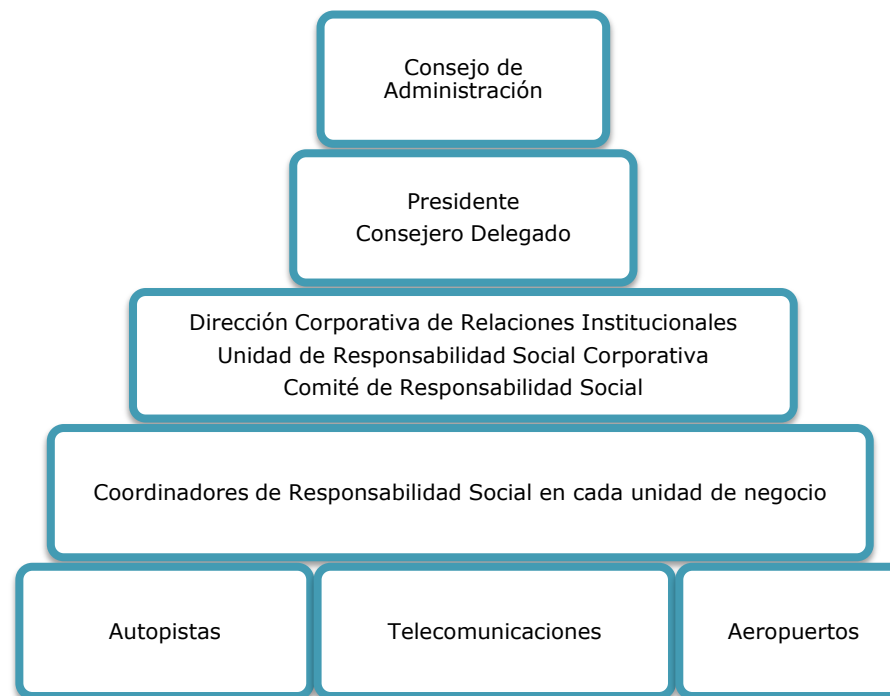 Consejo de
Administración
Presidente
Consejero Delegado
Dirección Corporativa de Relaciones Institucionales
Unidad de Responsabilidad Social Corporativa
Comité de Responsabilidad Social
Coordinadores de Responsabilidad Social en cada unidad de negocio
Autopistas
Telecomunicaciones
Aeropuertos